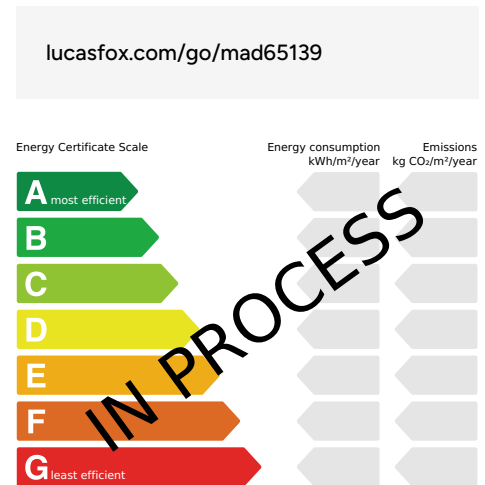 lucasfox.com/go/mad65139
Energy Certificate Scale
Energy consumption
kWh/m²/year
Emissions
kg CO₂/m²/year
A most efficient
B
C
D
E
F
G least efficient
IN PROCESS